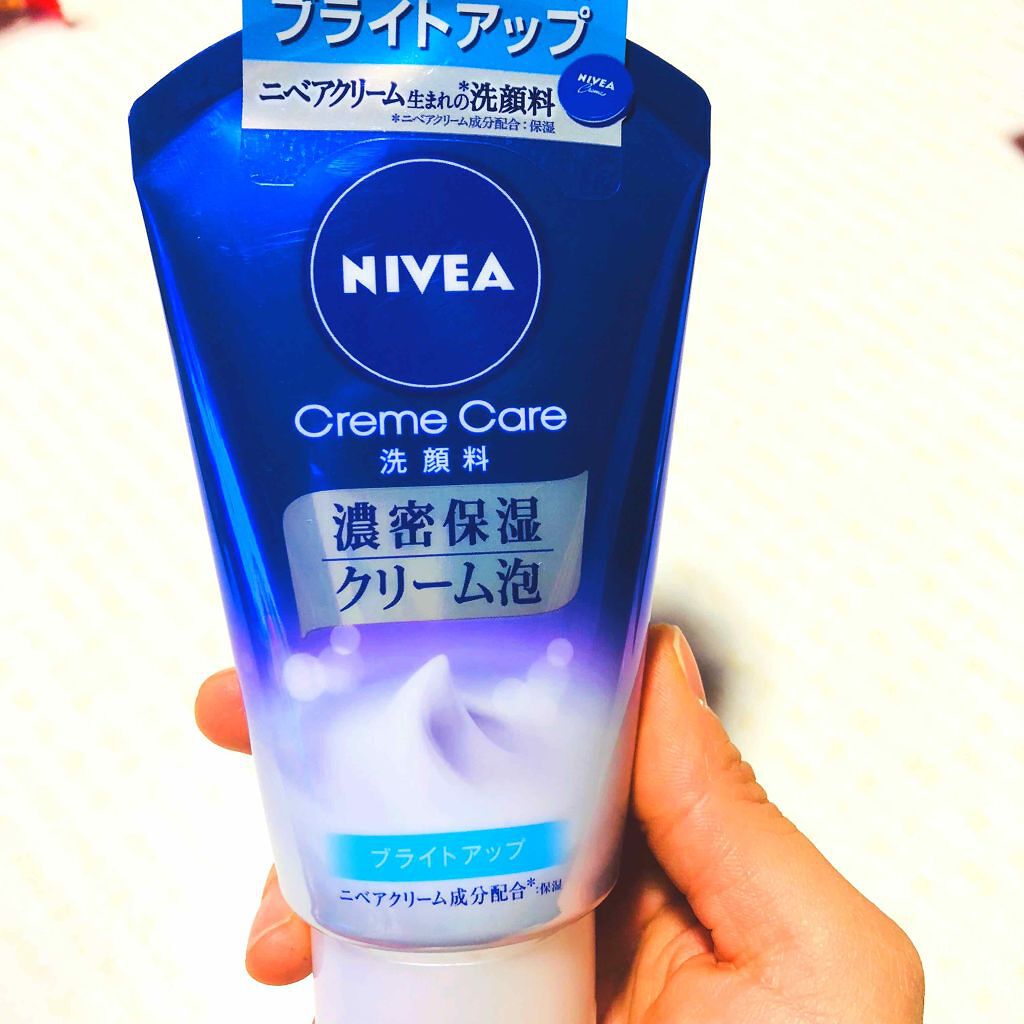 ブライトアップ
ニベアクリーム生まれの*洗顔料
*ニベアクリーム成分配合：保湿
NIVEA
Creme
NIVEA
Creme Care
洗顔料
濃密保湿
クリーム泡
ブライトアップ
ニベアクリーム成分配合*:保湿